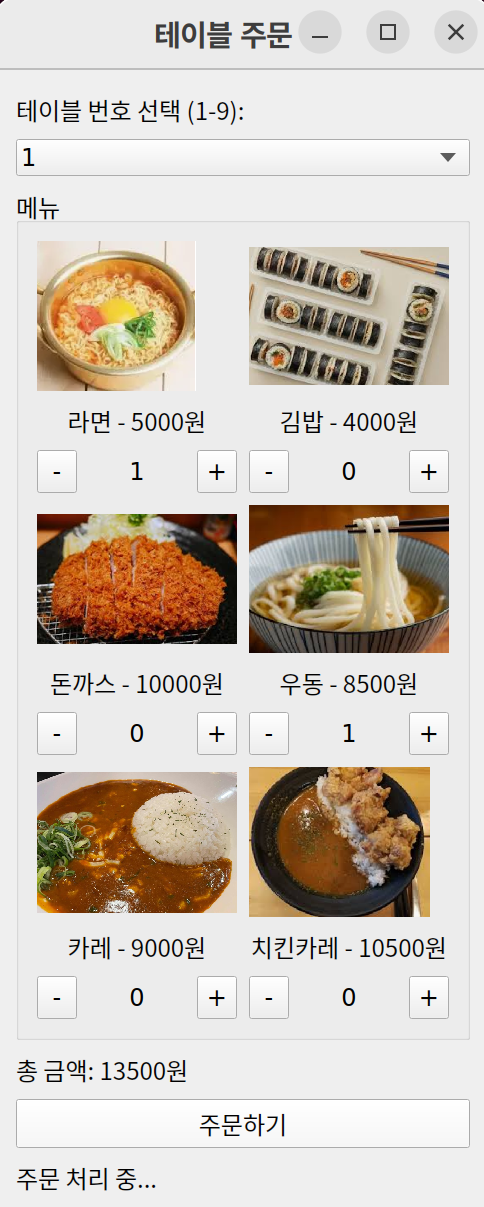 테이블 주문
테이블 번호 선택 (1-9):
1
메뉴
라면 - 5000원 김밥 - 4000원
- 1 + - 0 +
돈까스 - 10000원 우동 - 8500원
- 0 + - 1 +
카레 - 9000원 치킨카레 - 10500원
- 0 + - 0 +
총 금액: 13500원
주문하기
주문 처리 중...